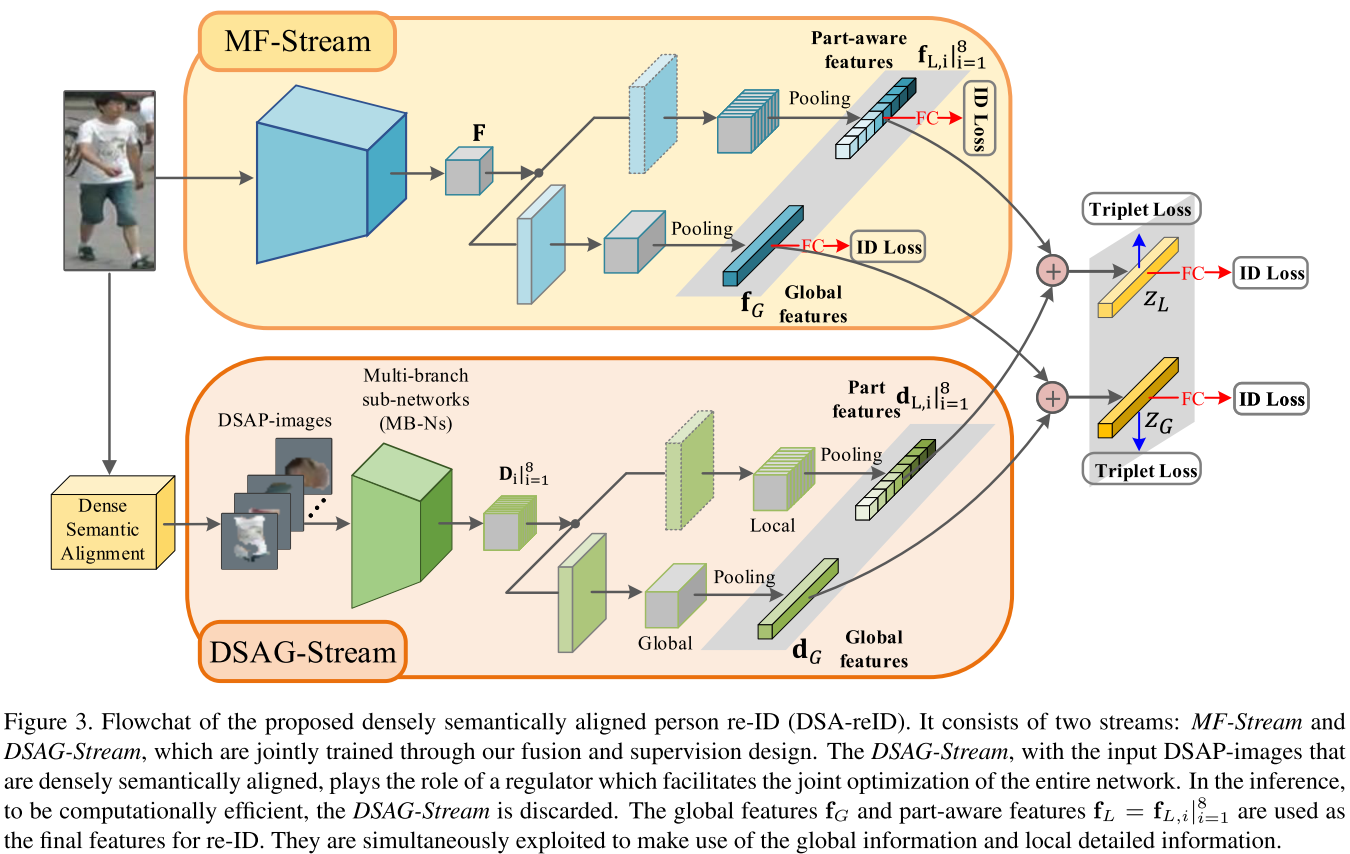 MF-Stream
Part-aware
features
f_{L,i}|_{i=1}^{8}
Pooling
FC
ID Loss
F
Pooling
FC
ID Loss
f_G
Global
features
Triplet Loss
FC
ID Loss
z_L
FC
ID Loss
z_G
Triplet Loss
Multi-branch
sub-networks
(MB-Ns)
DSAP-images
Part
features
d_{L,i}|_{i=1}^{8}
D_i|_{i=1}^{8}
Pooling
Local
Dense
Semantic
Alignment
Pooling
Global
d_G
Global
features
DSAG-Stream
Figure 3. Flowchat of the proposed densely semantically aligned person re-ID (DSA-reID). It consists of two streams: MF-Stream and
DSAG-Stream, which are jointly trained through our fusion and supervision design. The DSAG-Stream, with the input DSAP-images that
are densely semantically aligned, plays the role of a regulator which facilitates the joint optimization of the entire network. In the inference,
to be computationally efficient, the DSAG-Stream is discarded. The global features f_G and part-aware features f_L = f_{L,i}|_{i=1}^{8} are used as
the final features for re-ID. They are simultaneously exploited to make use of the global information and local detailed information.